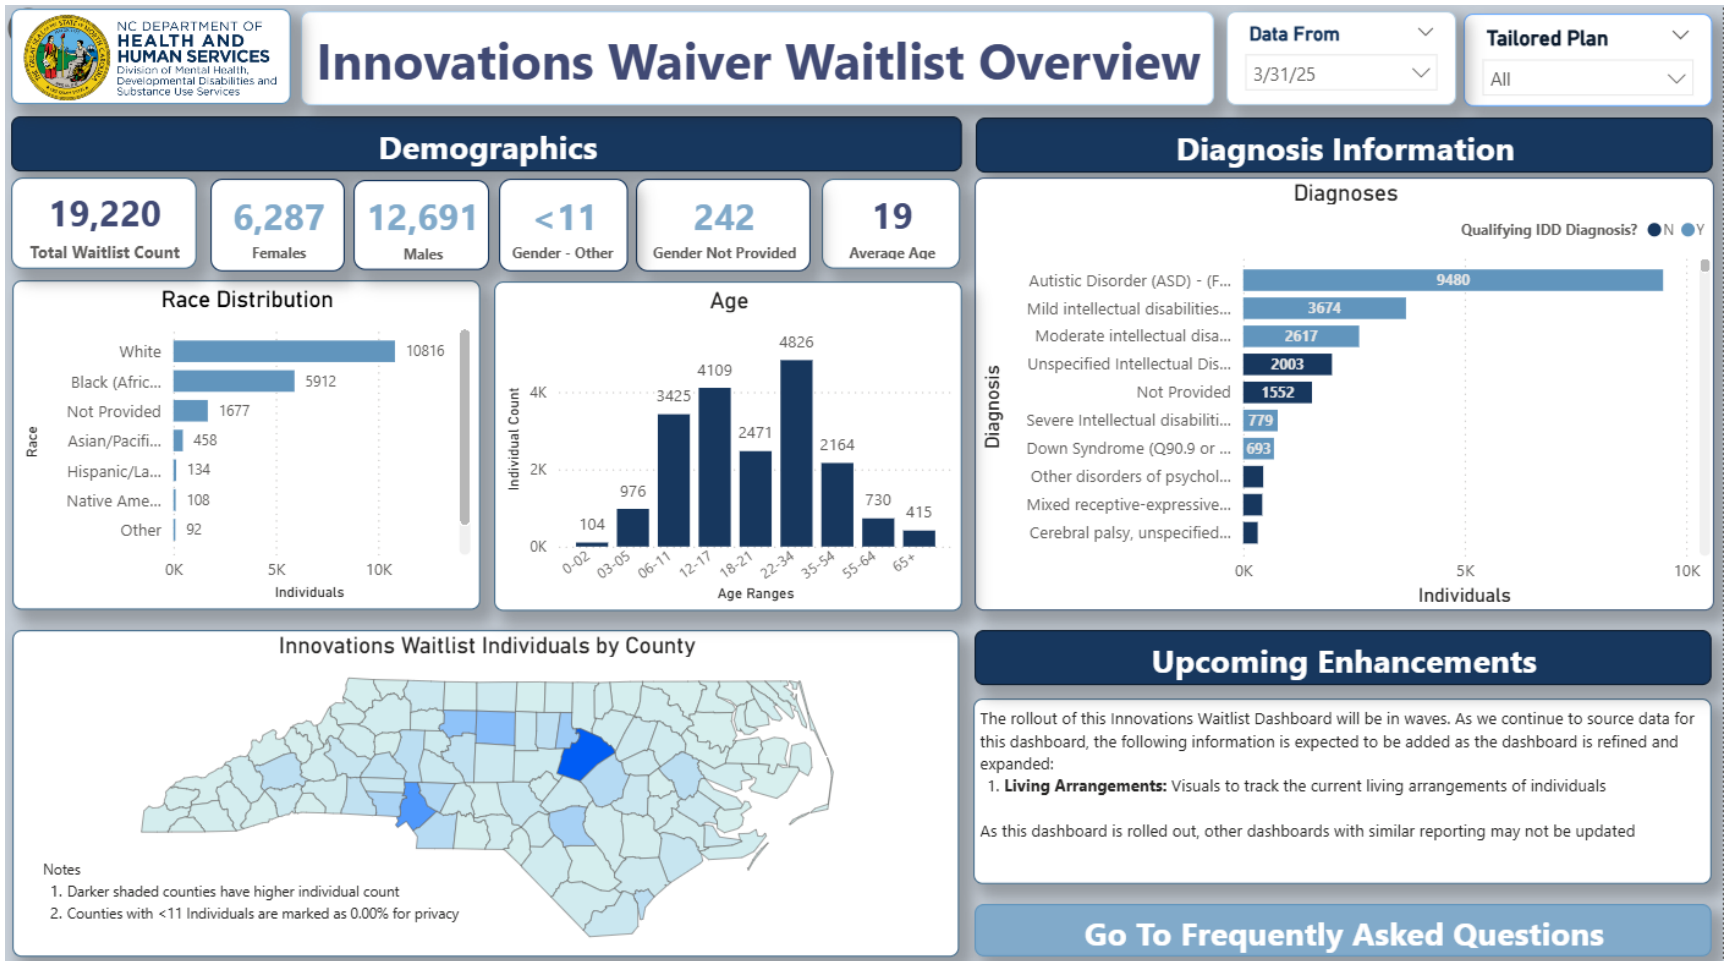 NC DEPARTMENT OF
HEALTH AND
HUMAN SERVICES
Division of Mental Health,
Developmental Disabilities and
Substance Use Services
Innovations Waiver Waitlist Overview
Data From
3/31/25
Tailored Plan
All
Demographics
19,220
Total Waitlist Count
6,287
Females
12,691
Males
<11
Gender - Other
242
Gender Not Provided
19
Average Age
Race Distribution
Race
White 10816
Black (Afric... 5912
Not Provided 1677
Asian/Pacifi... 458
Hispanic/La... 134
Native Ame... 108
Other 92
0K 5K 10K
Individuals
Age
Individual Count
4K
2K
0K
104 976 3425 4109 2471 4826 2164 730 415
0-02 03-05 06-11 12-17 18-21 22-34 35-54 55-64 65+
Age Ranges
Diagnosis Information
Diagnoses
Qualifying IDD Diagnosis? N Y
Diagnosis
Autistic Disorder (ASD) - (F... 9480
Mild intellectual disabilities... 3674
Moderate intellectual disa... 2617
Unspecified Intellectual Dis... 2003
Not Provided 1552
Severe Intellectual disabiliti... 779
Down Syndrome (Q90.9 or ... 693
Other disorders of psychol...
Mixed receptive-expressive...
Cerebral palsy, unspecified...
0K 5K 10K
Individuals
Innovations Waitlist Individuals by County
Notes
1. Darker shaded counties have higher individual count
2. Counties with <11 Individuals are marked as 0.00% for privacy
Upcoming Enhancements
The rollout of this Innovations Waitlist Dashboard will be in waves. As we continue to source data for
this dashboard, the following information is expected to be added as the dashboard is refined and
expanded:
1. Living Arrangements: Visuals to track the current living arrangements of individuals
As this dashboard is rolled out, other dashboards with similar reporting may not be updated
Go To Frequently Asked Questions